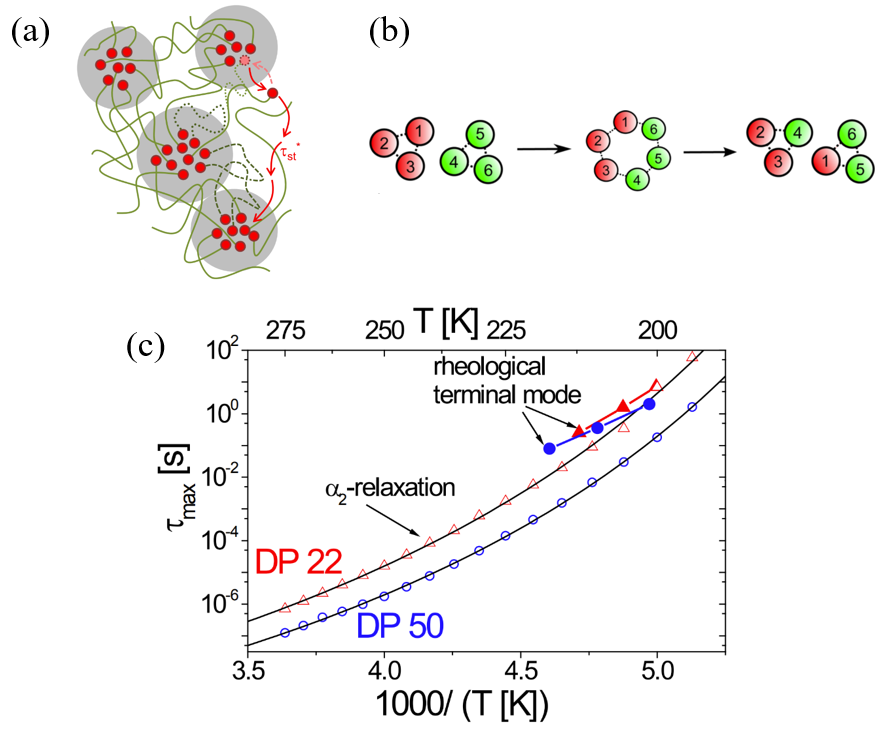 (a)
τst*
(b)
1
2
3
5
4
6
1
6
2
5
3
4
2
4
3
6
1
5
(c)
T [K]
275 250 225 200
10² 10⁰ 10⁻² 10⁻⁴ 10⁻⁶
τmax [s]
rheological
terminal mode
α₂-relaxation
DP 22
DP 50
3.5 4.0 4.5 5.0
1000/ (T [K])